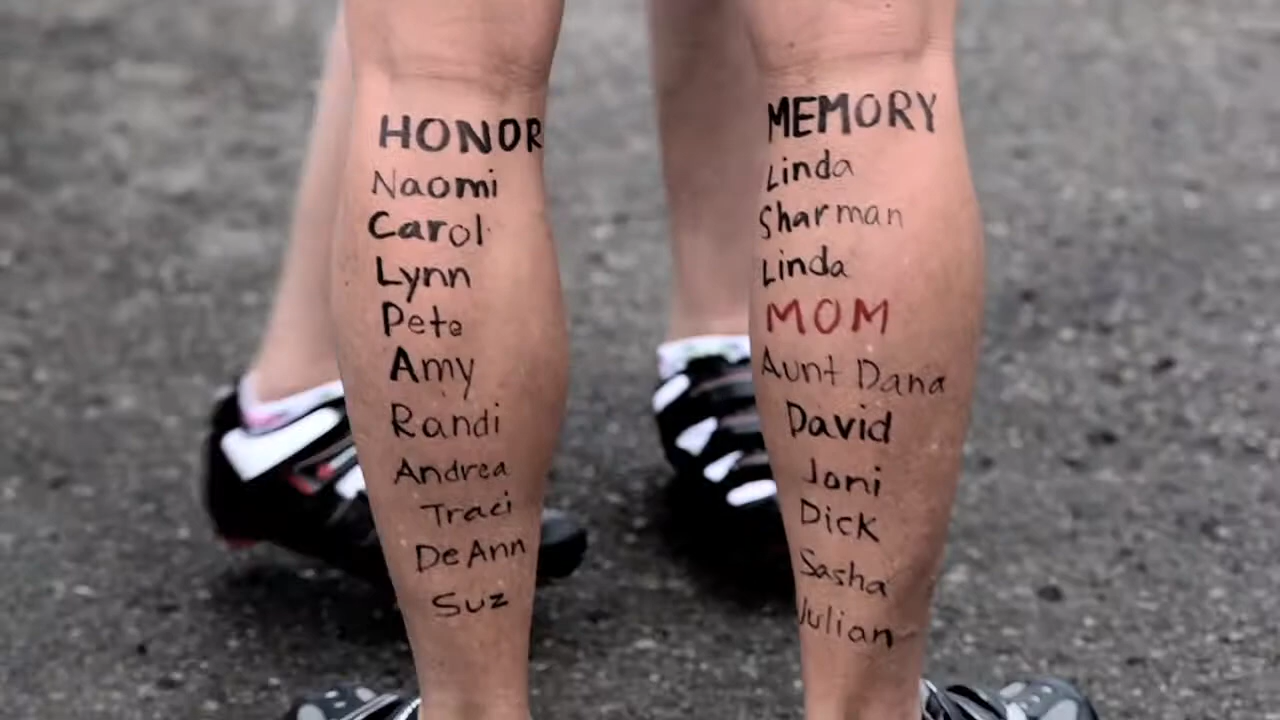 HONOR
Naomi
Carol
Lynn
Pete
Amy
Randi
Andrea
Traci
DeAnn
Suz
MEMORY
Linda
Sharman
Linda
MOM
Aunt Dana
David
Joni
Dick
Sasha
Julian